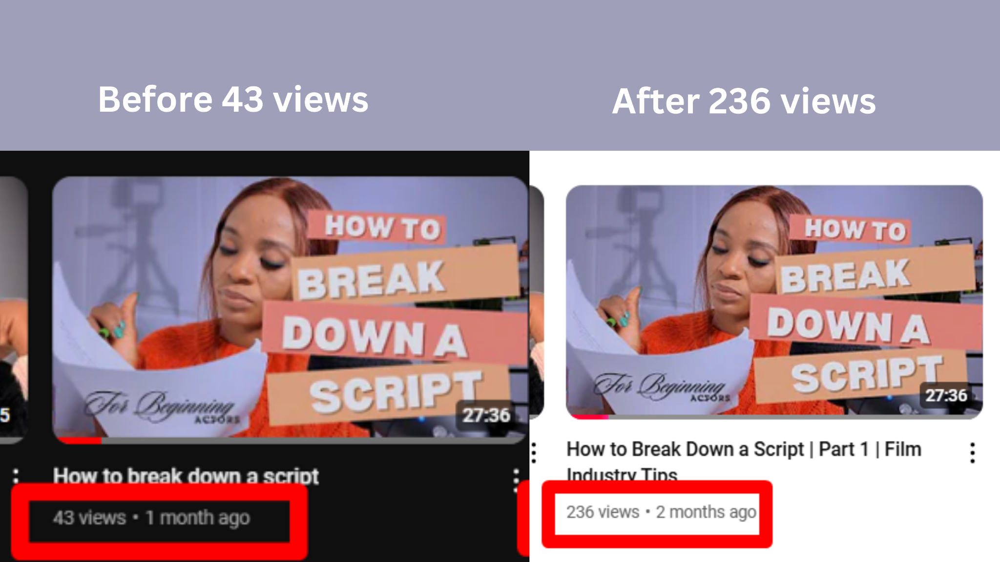 Before 43 views
After 236 views
HOW TO
BREAK
DOWN A
SCRIPT
For Beginning
ACTORS
27:36
5
How to break down a script
43 views • 1 month ago
HOW TO
BREAK
DOWN A
SCRIPT
For Beginning
ACTORS
27:36
How to Break Down a Script | Part 1 | Film
Industry Tips
236 views • 2 months ago